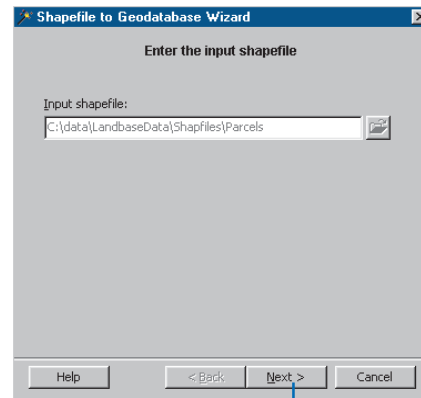 Shapefile to Geodatabase Wizard
Enter the input shapefile
Input shapefile:
C:\data\LandbaseData\Shapfiles\Parcels
Help
< Back
Next >
Cancel